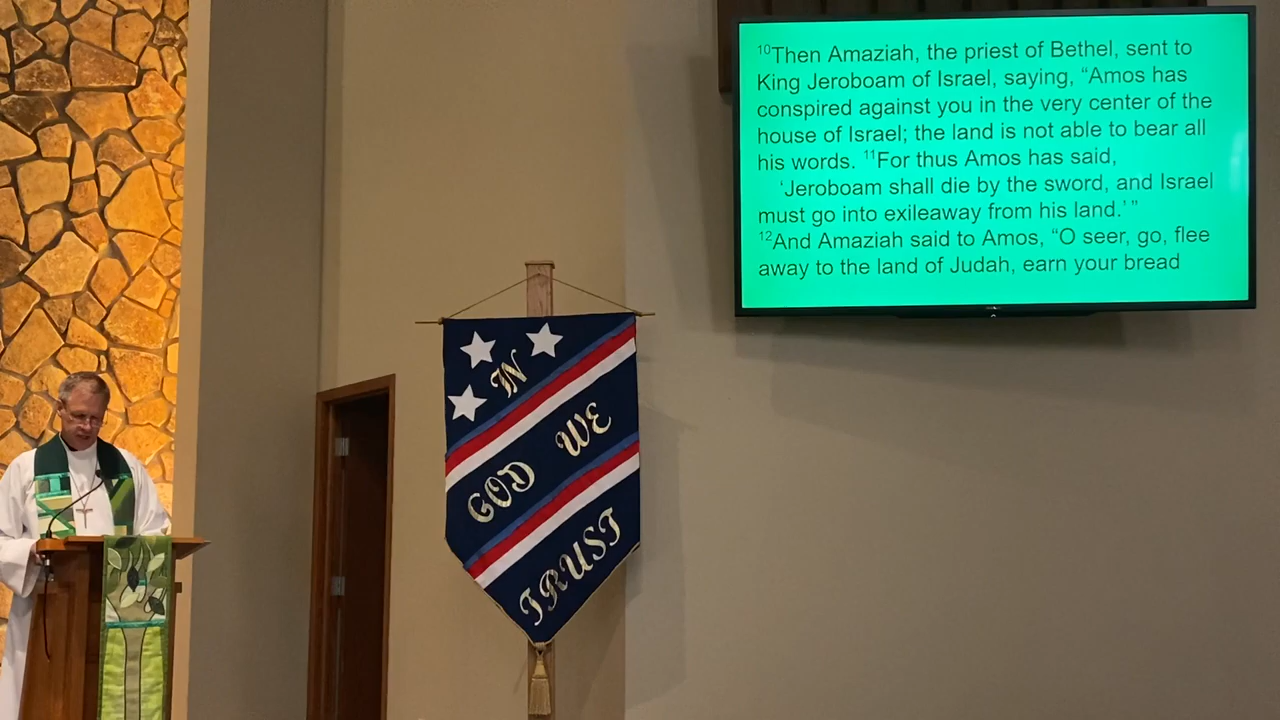 ¹⁰Then Amaziah, the priest of Bethel, sent to
King Jeroboam of Israel, saying, “Amos has
conspired against you in the very center of the
house of Israel; the land is not able to bear all
his words. ¹¹For thus Amos has said,
‘Jeroboam shall die by the sword, and Israel
must go into exileaway from his land.’ ”
¹²And Amaziah said to Amos, “O seer, go, flee
away to the land of Judah, earn your bread
IN
GOD WE
TRUST